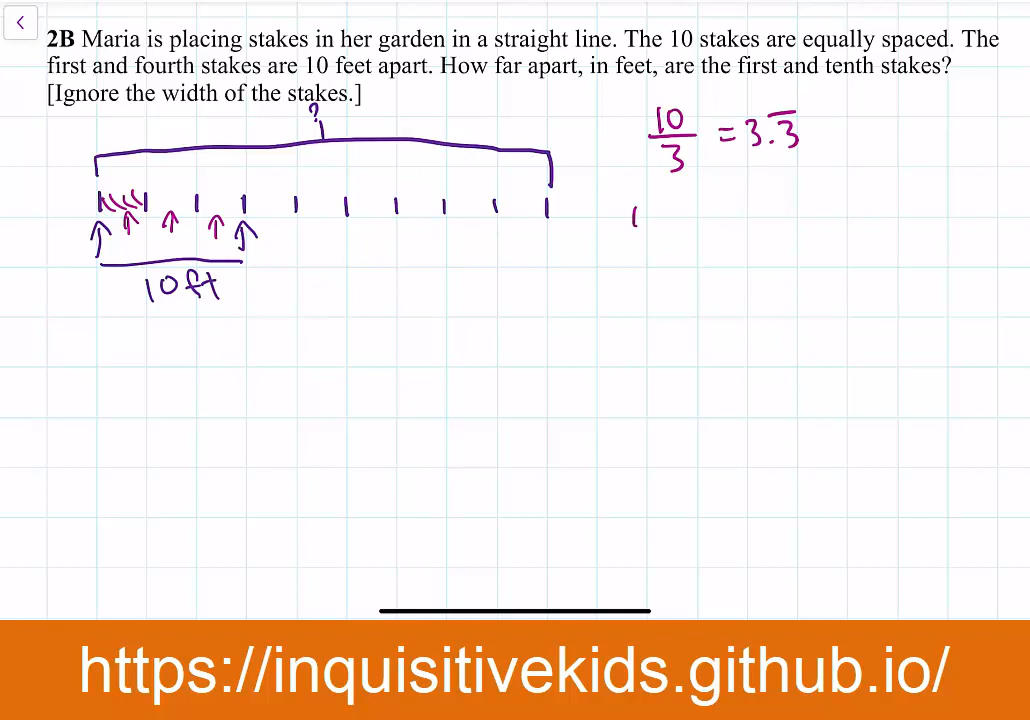 2B Maria is placing stakes in her garden in a straight line. The 10 stakes are equally spaced. The
first and fourth stakes are 10 feet apart. How far apart, in feet, are the first and tenth stakes?
[Ignore the width of the stakes.]
?
10/3 = 3.3̅
10ft
https://inquisitivekids.github.io/